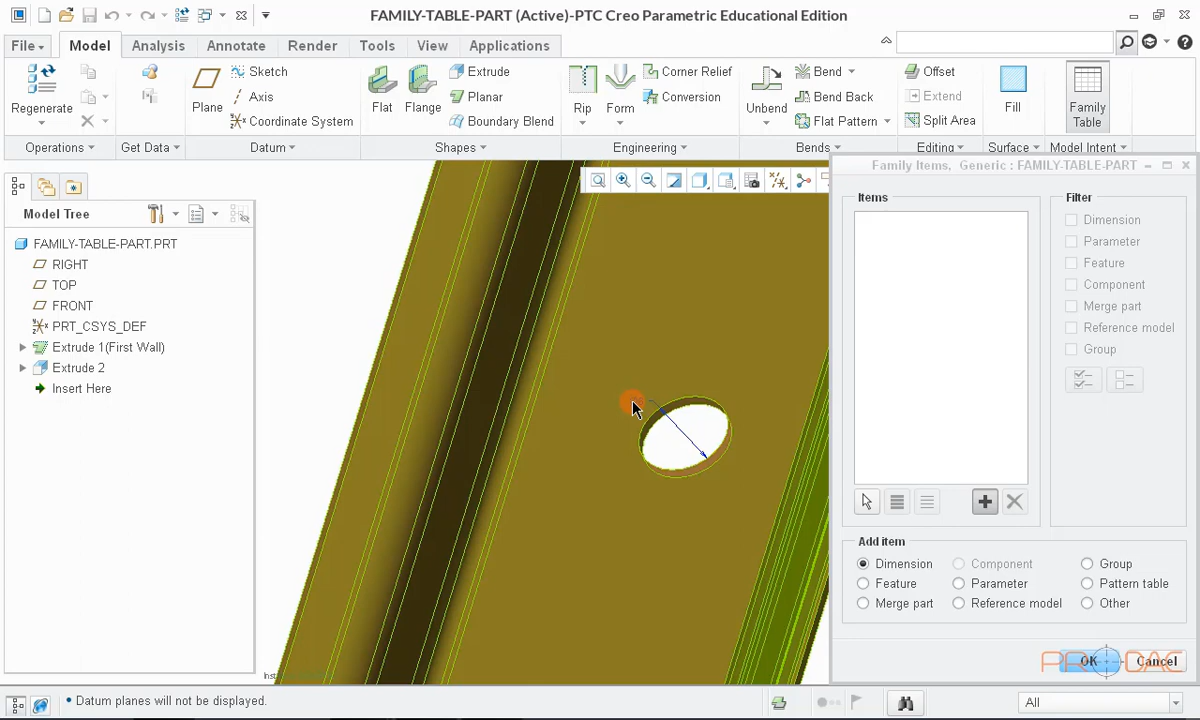 FAMILY-TABLE-PART (Active)-PTC Creo Parametric Educational Edition
File Model Analysis Annotate Render Tools View Applications
Regenerate
Plane
Sketch
Axis
Coordinate System
Flat
Flange
Extrude
Planar
Boundary Blend
Rip
Form
Corner Relief
Conversion
Unbend
Bend
Bend Back
Flat Pattern
Offset
Extend
Split Area
Fill
Family
Table
Operations Get Data Datum Shapes Engineering Bends Editing Surface Model Intent
Model Tree
FAMILY-TABLE-PART.PRT
RIGHT
TOP
FRONT
PRT_CSYS_DEF
Extrude 1(First Wall)
Extrude 2
Insert Here
Family Items, Generic : FAMILY-TABLE-PART
Items
Filter
Dimension
Parameter
Feature
Component
Merge part
Reference model
Group
Add item
Dimension Component Group
Feature Parameter Pattern table
Merge part Reference model Other
OK Cancel
• Datum planes will not be displayed.
All